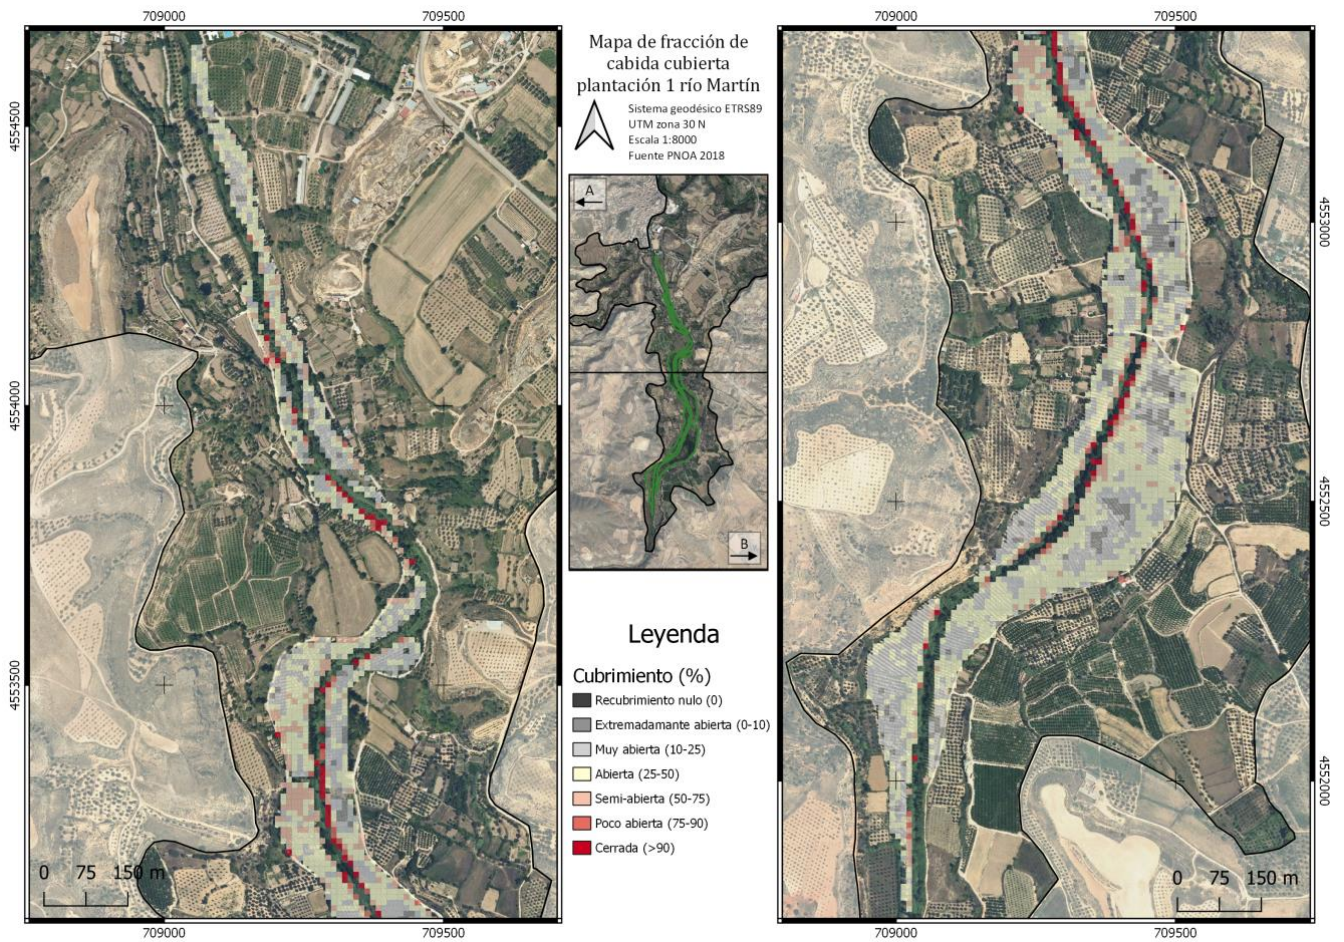 709000
709500
4554500
4554000
4553500
0 75 150 m
709000
709500
Mapa de fracción de
cabida cubierta
plantación 1 río Martín
Sistema geodésico ETRS89
UTM zona 30 N
Escala 1:8000
Fuente PNOA 2018
A
B
Leyenda
Cubrimiento (%)
Recubrimiento nulo (0)
Extremadamante abierta (0-10)
Muy abierta (10-25)
Abierta (25-50)
Semi-abierta (50-75)
Poco abierta (75-90)
Cerrada (>90)
709000
709500
4553000
4552500
4552000
0 75 150 m
709000
709500